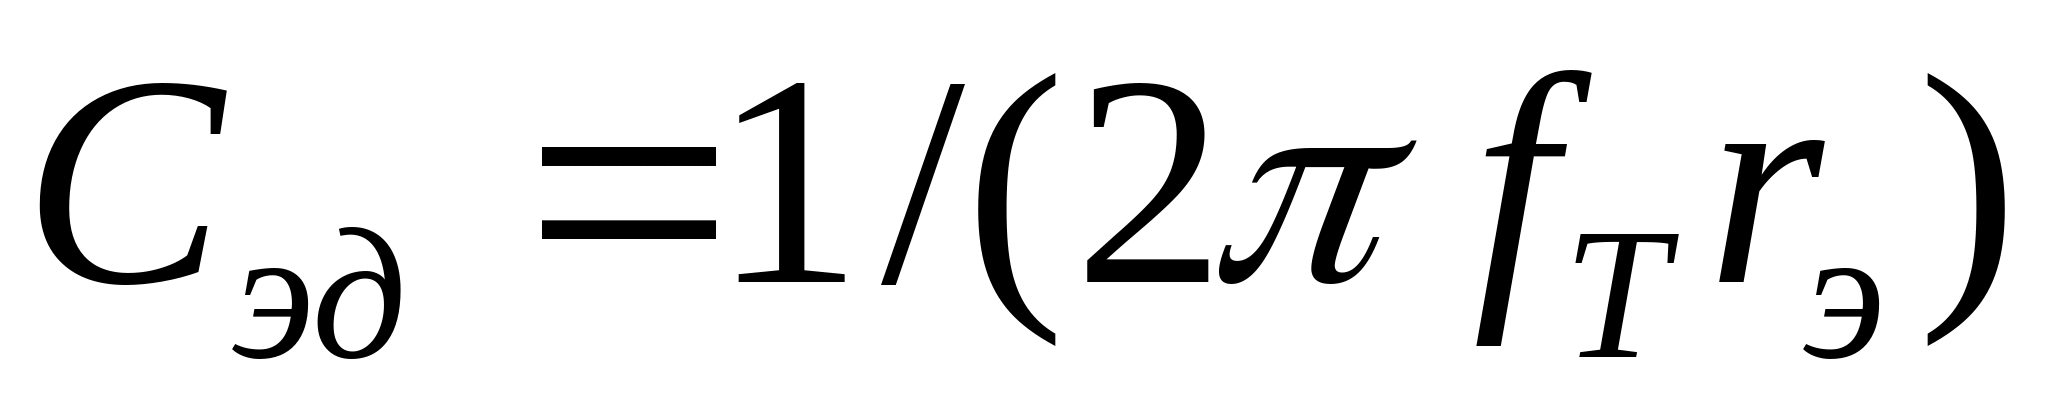 Cэд =1/(2π fT rэ)